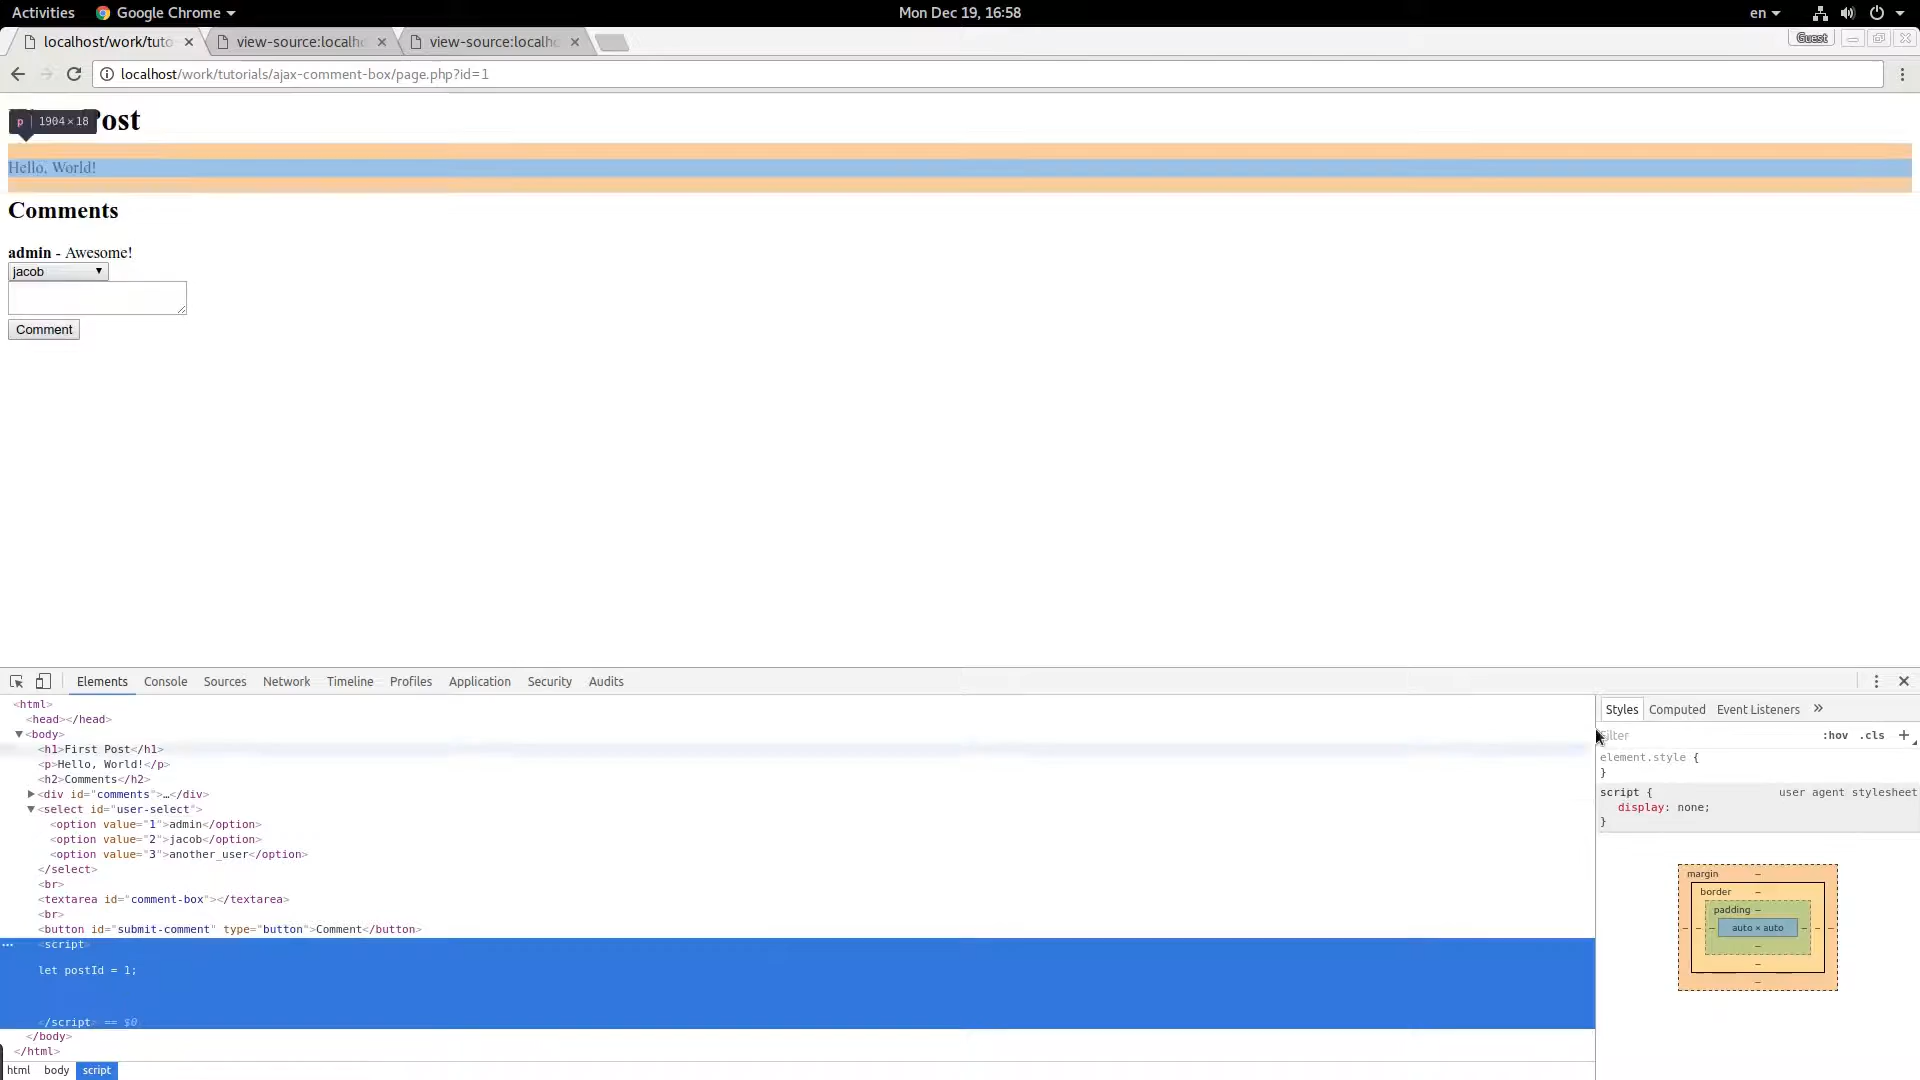 Activities Google Chrome Mon Dec 19, 16:58 en
localhost/work/tuto view-source:localho view-source:localho Guest
localhost/work/tutorials/ajax-comment-box/page.php?id=1
p 1904×18
ost
Hello, World!
Comments
admin - Awesome!
jacob
Comment
Elements Console Sources Network Timeline Profiles Application Security Audits
<html>
<head></head>
<body>
<h1>First Post</h1>
<p>Hello, World!</p>
<h2>Comments</h2>
<div id="comments">…</div>
<select id="user-select">
<option value="1">admin</option>
<option value="2">jacob</option>
<option value="3">another_user</option>
</select>
<br>
<textarea id="comment-box"></textarea>
<br>
<button id="submit-comment" type="button">Comment</button>
<script>
let postId = 1;
</script> == $0
</body>
</html>
html body script
Styles Computed Event Listeners »
ilter :hov .cls +
element.style {
}
script { user agent stylesheet
display: none;
}
margin –
border –
padding –
– – – auto × auto – – –
–
–
–